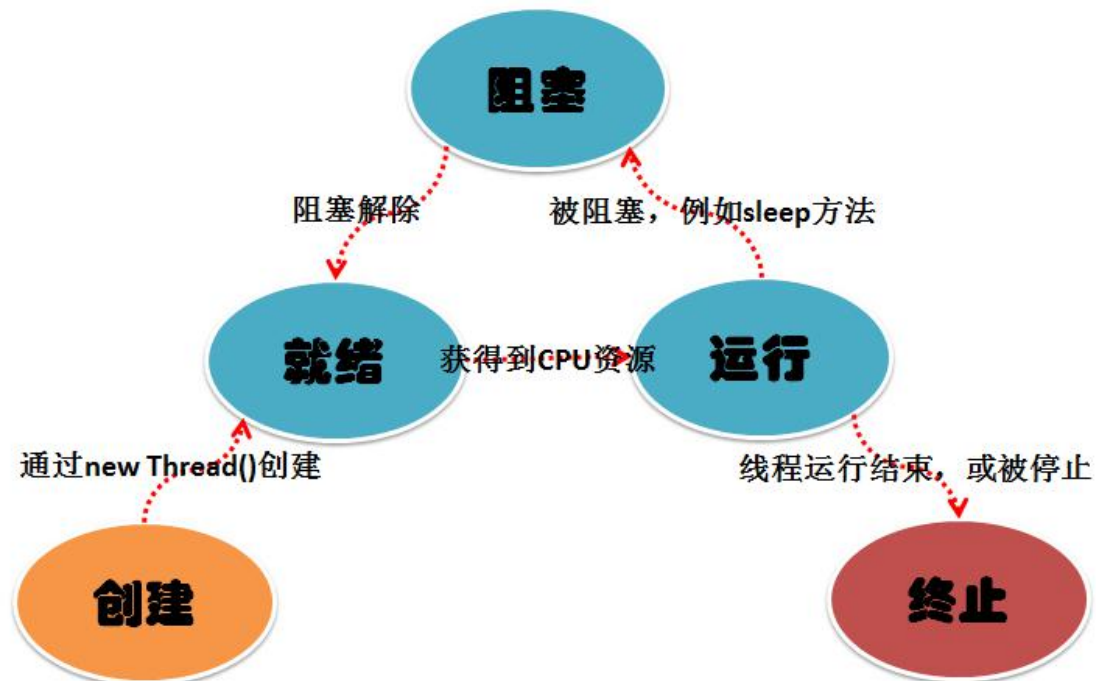 阻塞
阻塞解除
被阻塞，例如sleep方法
就绪
获得到CPU资源
运行
通过new Thread()创建
线程运行结束，或被停止
创建
终止